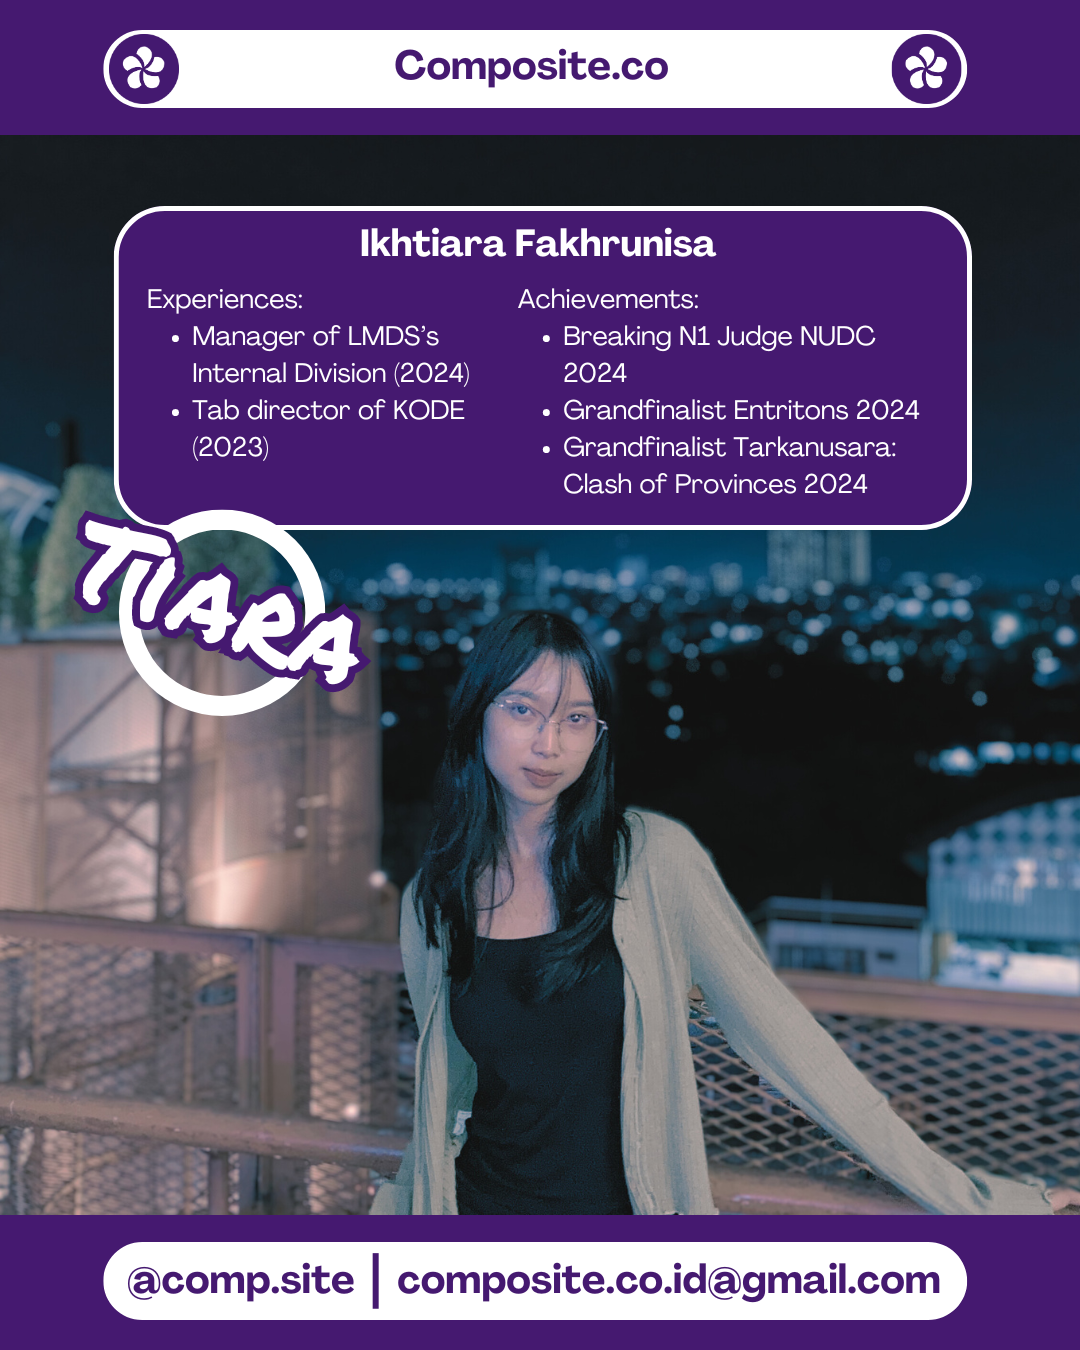 Composite.co
Ikhtiara Fakhrunisa
Experiences:
• Manager of LMDS’s
Internal Division (2024)
• Tab director of KODE
(2023)
Achievements:
• Breaking N1 Judge NUDC
2024
• Grandfinalist Entritons 2024
• Grandfinalist Tarkanusara:
Clash of Provinces 2024
TIARA
@comp.site | composite.co.id@gmail.com